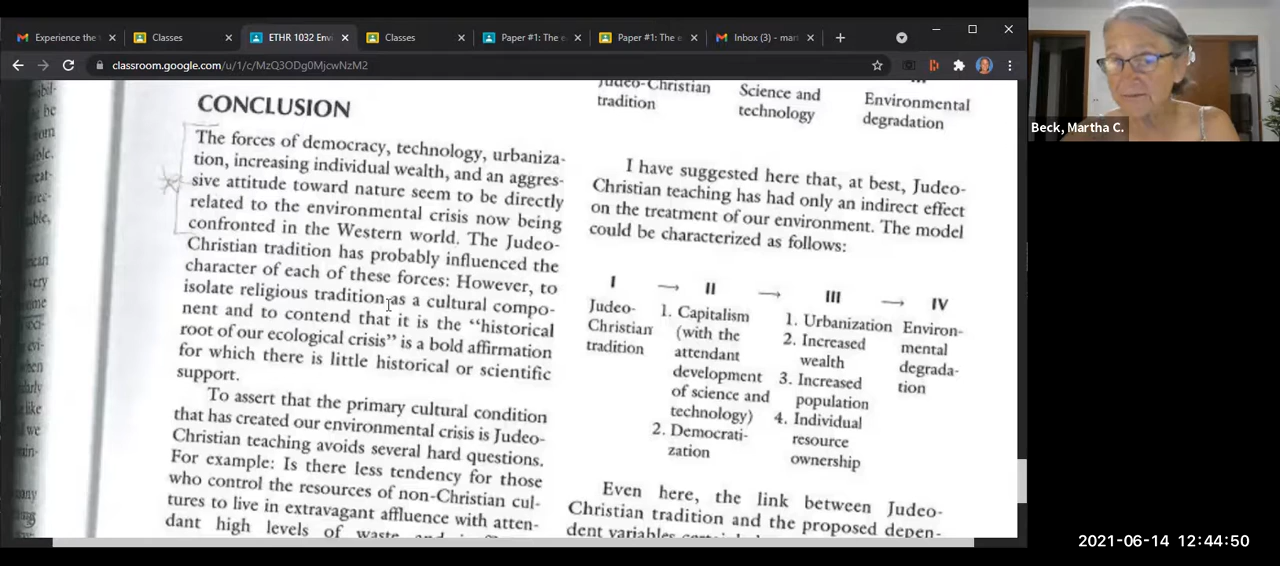 Experience the
Classes
ETHR 1032 Env
Classes
Paper #1: The e
Paper #1: The e
Inbox (3) - mar
classroom.google.com/u/1/c/MzQ3ODg0MjcwNzM2
Beck, Martha C.
CONCLUSION
The forces of democracy, technology, urbaniza-
tion, increasing individual wealth, and an aggres-
sive attitude toward nature seem to be directly
related to the environmental crisis now being
confronted in the Western world. The Judeo-
Christian tradition has probably influenced the
character of each of these forces: However, to
isolate religious tradition as a cultural compo-
nent and to contend that it is the "historical
root of our ecological crisis" is a bold affirmation
for which there is little historical or scientific
support.
To assert that the primary cultural condition
that has created our environmental crisis is Judeo-
Christian teaching avoids several hard questions.
For example: Is there less tendency for those
who control the resources of non-Christian cul-
tures to live in extravagant affluence with atten-
dant high levels of waste
Judeo-Christian
tradition
Science and
technology
Environmental
degradation
I have suggested here that, at best, Judeo-
Christian teaching has had only an indirect effect
on the treatment of our environment. The model
could be characterized as follows:
I → II → III → IV
Judeo-
Christian
tradition
1. Capitalism
(with the
attendant
development
of science and
technology)
2. Democrati-
zation
1. Urbanization
2. Increased
wealth
3. Increased
population
4. Individual
resource
ownership
Environ-
mental
degrada-
tion
Even here, the link between Judeo-
Christian tradition and the proposed depen-
dent variables
2021-06-14 12:44:50